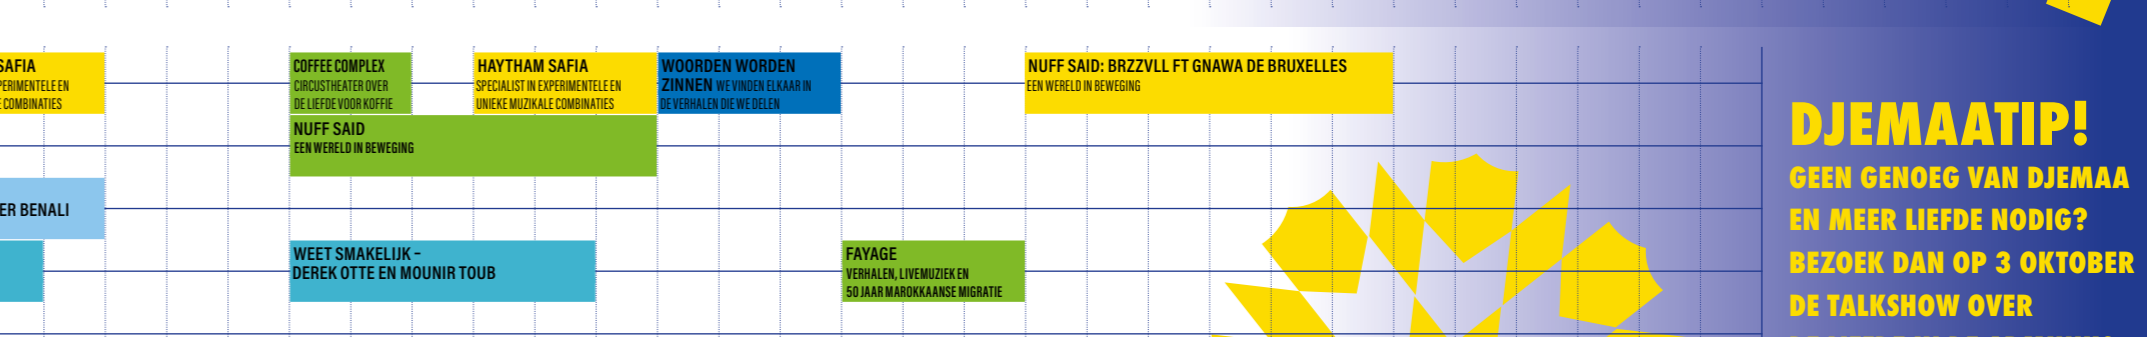 SAFIA
COMBINATIES
COFFEE COMPLEX
CIRCUSTHEATER OVER
DE LIEFDE VOOR KOFFIE
HAYTHAM SAFIA
SPECIALIST IN EXPERIMENTELE EN
UNIEKE MUZIKALE COMBINATIES
WOORDEN WORDEN
ZINNEN WE VINDEN ELKAAR IN
DE VERHALEN DIE WE DELEN
NUFF SAID: BRZZVLL FT GNAWA DE BRUXELLES
EEN WERELD IN BEWEGING
NUFF SAID
EEN WERELD IN BEWEGING
ER BENALI
WEET SMAKELIJK –
DEREK OTTE EN MOUNIR TOUB
FAYAGE
VERHALEN, LIVEMUZIEK EN
50 JAAR MAROKKAANSE MIGRATIE
DJEMAATIP!
GEEN GENOEG VAN DJEMAA
EN MEER LIEFDE NODIG?
BEZOEK DAN OP 3 OKTOBER
DE TALKSHOW OVER